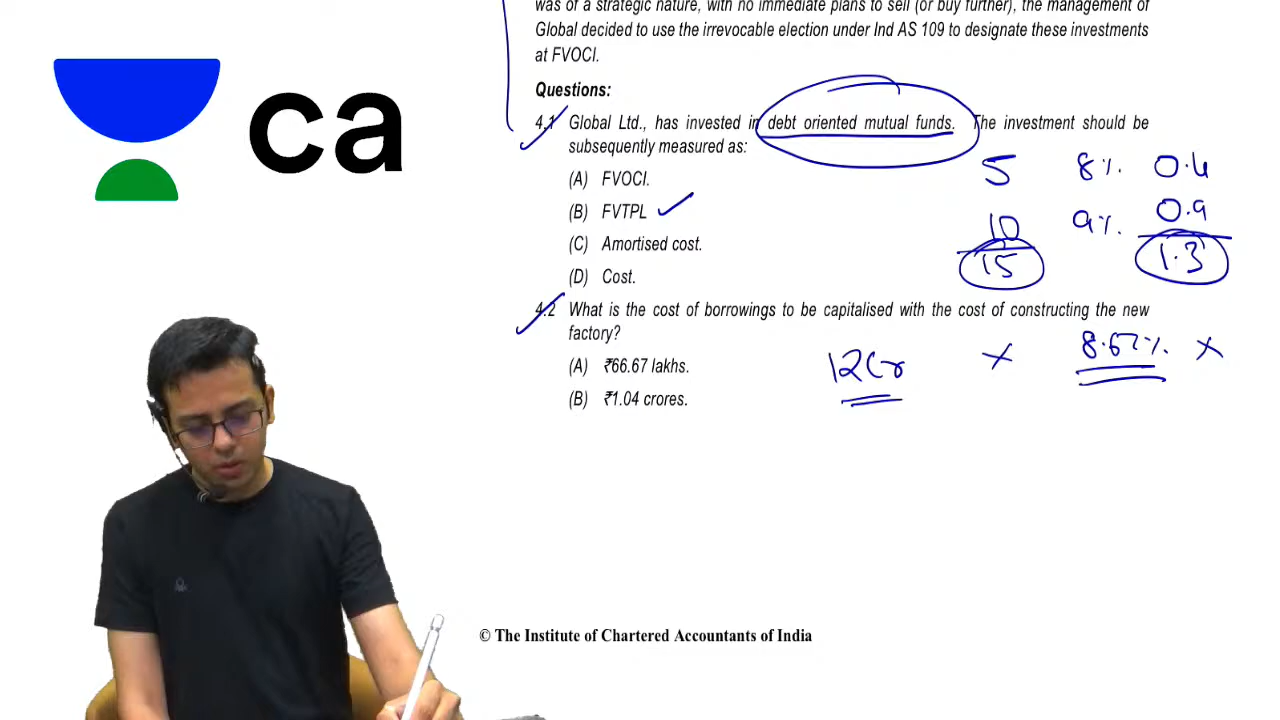 was of a strategic nature, with no immediate plans to sell (or buy further), the management of
Global decided to use the irrevocable election under Ind AS 109 to designate these investments
at FVOCI.
ca
Questions:
4.1 Global Ltd., has invested in debt oriented mutual funds. The investment should be
subsequently measured as:
(A) FVOCI.
(B) FVTPL
(C) Amortised cost.
(D) Cost.
5 8% 0.4
10 9% 0.9
15 1.3
4.2 What is the cost of borrowings to be capitalised with the cost of constructing the new
factory?
(A) ₹66.67 lakhs.
(B) ₹1.04 crores.
12Cr × 8.67% ×
© The Institute of Chartered Accountants of India